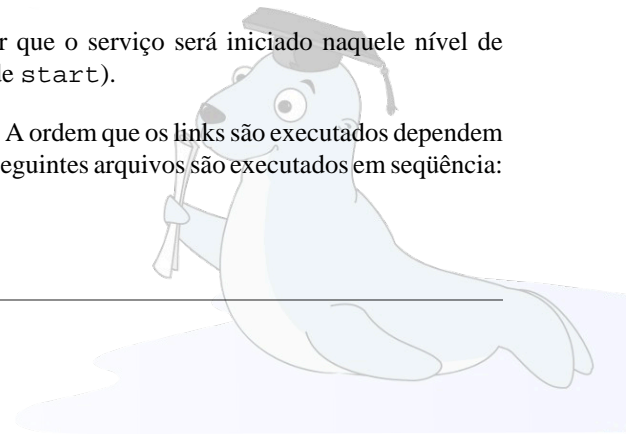 r que o serviço será iniciado naquele nível de
de start).
A ordem que os links são executados dependem
eguintes arquivos são executados em seqüência: